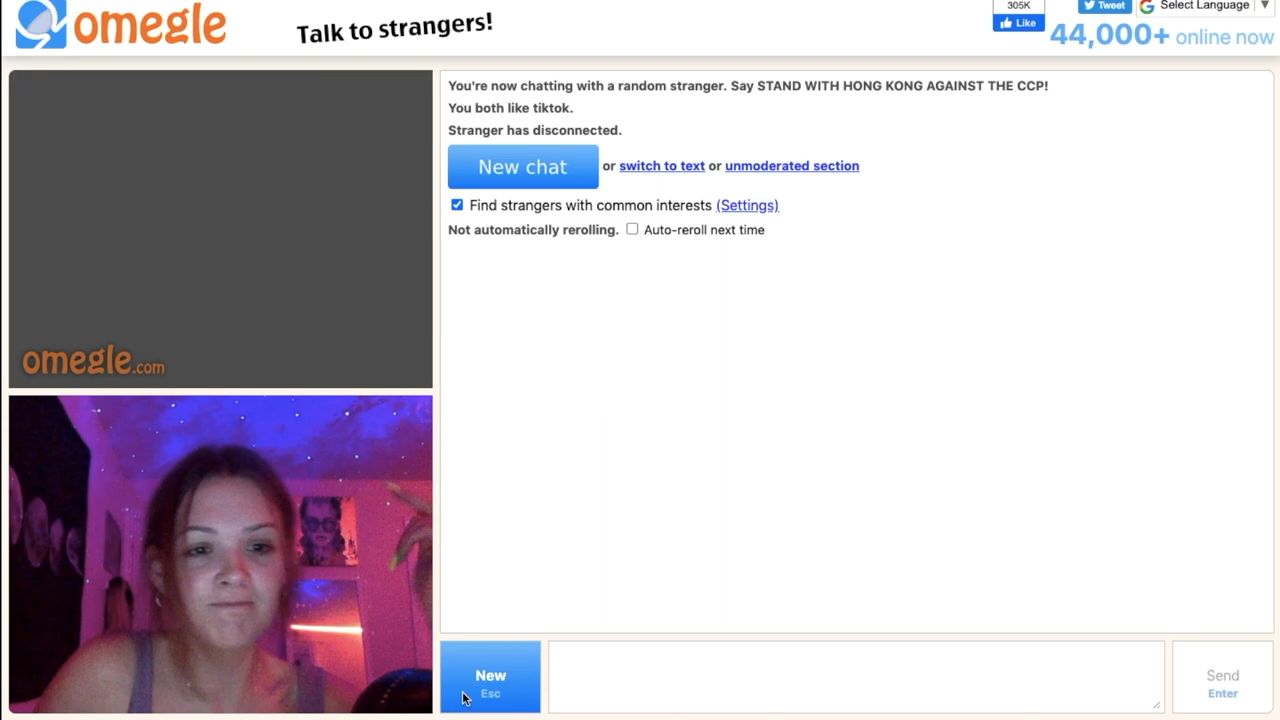 omegle
Talk to strangers!
305K
Like
Tweet
Select Language ▼
44,000+ online now
You're now chatting with a random stranger. Say STAND WITH HONG KONG AGAINST THE CCP!
You both like tiktok.
Stranger has disconnected.
New chat or switch to text or unmoderated section
Find strangers with common interests (Settings)
Not automatically rerolling. Auto-reroll next time
omegle.com
New
Esc
Send
Enter